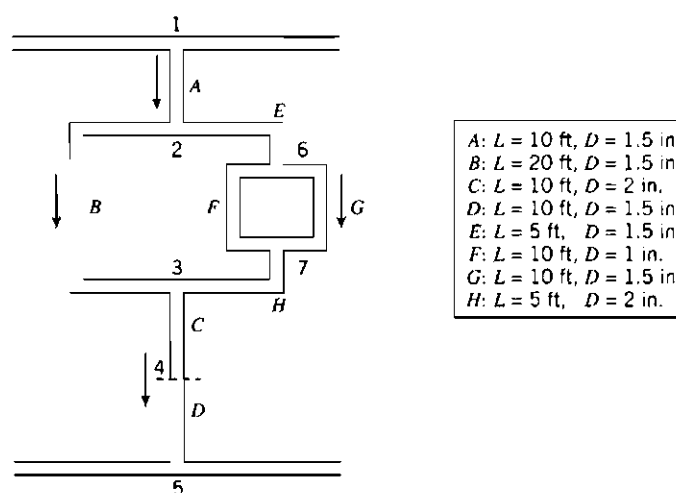 1
A
E
2
6
B
F
G
3
7
H
C
4
D
5
A: L = 10 ft, D = 1.5 in
B: L = 20 ft, D = 1.5 in
C: L = 10 ft, D = 2 in.
D: L = 10 ft, D = 1.5 in
E: L = 5 ft, D = 1.5 in
F: L = 10 ft, D = 1 in.
G: L = 10 ft, D = 1.5 in
H: L = 5 ft, D = 2 in.